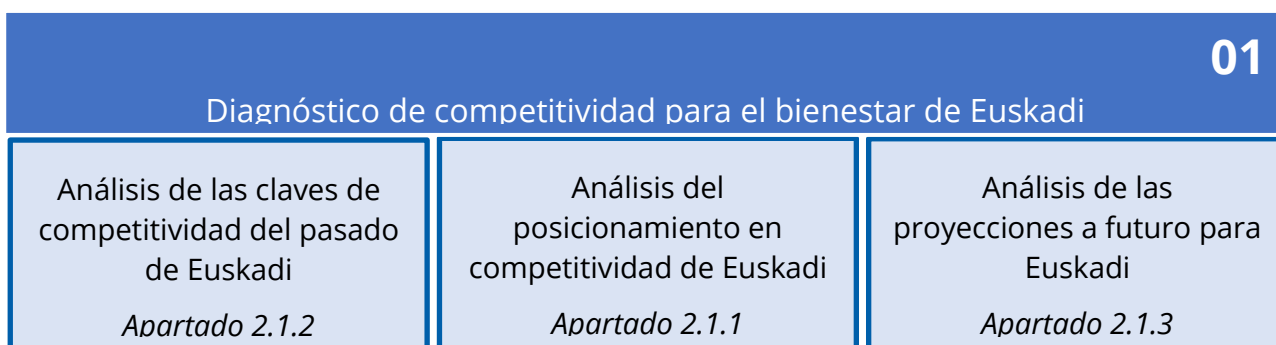 01
Diagnóstico de competitividad para el bienestar de Euskadi
Análisis de las claves de
competitividad del pasado
de Euskadi
Apartado 2.1.2
Análisis del
posicionamiento en
competitividad de Euskadi
Apartado 2.1.1
Análisis de las
proyecciones a futuro para
Euskadi
Apartado 2.1.3